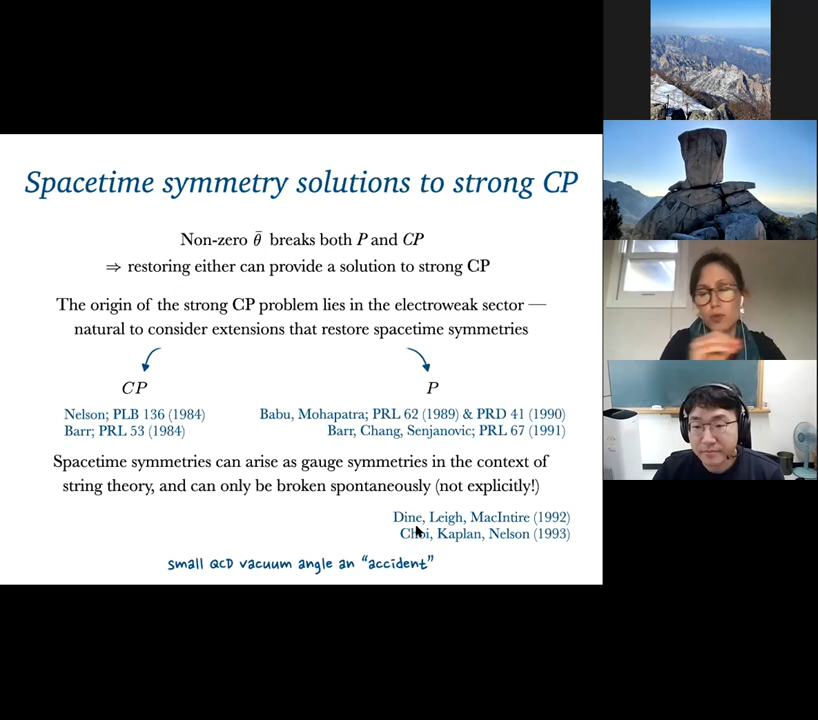 Spacetime symmetry solutions to strong CP
Non-zero θ̄ breaks both P and CP
⇒ restoring either can provide a solution to strong CP
The origin of the strong CP problem lies in the electroweak sector —
natural to consider extensions that restore spacetime symmetries
CP
P
Nelson; PLB 136 (1984)
Barr; PRL 53 (1984)
Babu, Mohapatra; PRL 62 (1989) & PRD 41 (1990)
Barr, Chang, Senjanovic; PRL 67 (1991)
Spacetime symmetries can arise as gauge symmetries in the context of
string theory, and can only be broken spontaneously (not explicitly!)
Dine, Leigh, MacIntire (1992)
Choi, Kaplan, Nelson (1993)
small QCD vacuum angle an “accident”